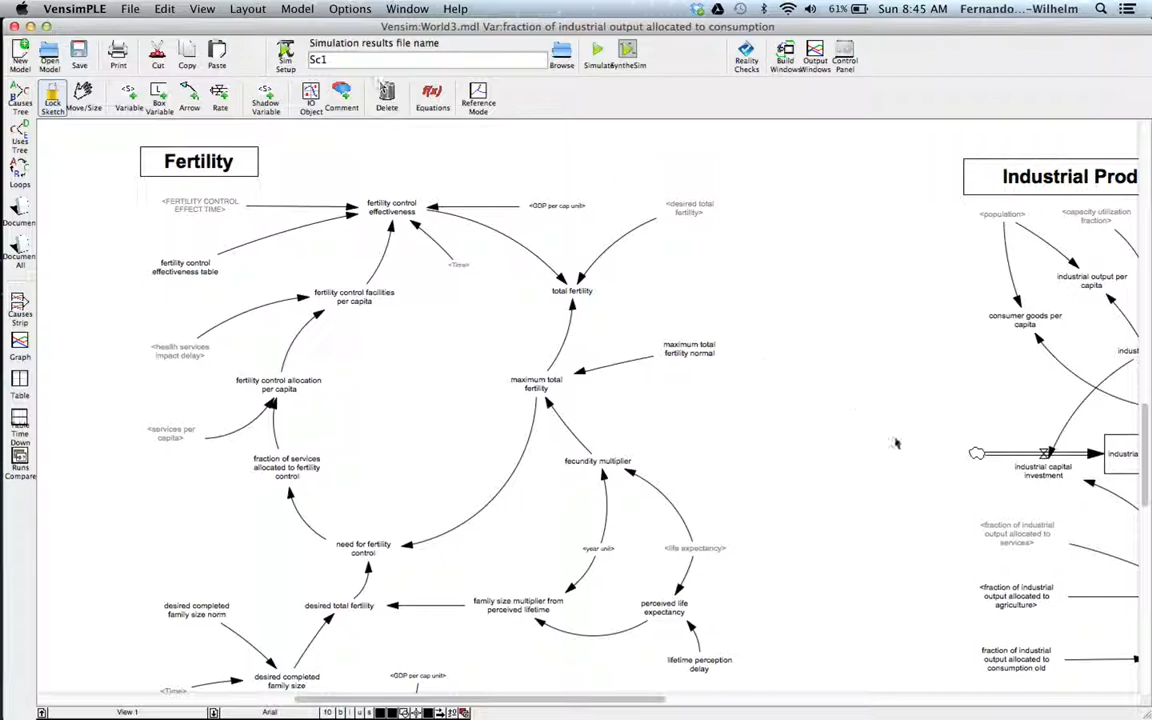 VensimPLE File Edit View Layout Model Options Window Help 61% Sun 8:45 AM Fernando...-Wilhelm
Vensim:World3.mdl Var:fraction of industrial output allocated to consumption
New
Model
Open
Model
Save
Print
Cut
Copy
Paste
Sim
Setup
Simulation results file name
Sc1
Browse
Simulate
SyntheSim
Reality
Checks
Build
Windows
Output
Windows
Control
Panel
Lock
Sketch
Move/Size
Variable
Box
Variable
Arrow
Rate
Shadow
Variable
IO
Object
Comment
Delete
Equations
Reference
Mode
Causes
Tree
Uses
Tree
Loops
Documen
Documen
All
Causes
Strip
Graph
Table
Table
Time
Down
Runs
Compare
Fertility
<FERTILITY CONTROL
EFFECT TIME>
fertility control
effectiveness
<GDP per cap unit>
<desired total
fertility>
fertility control
effectiveness table
<Time>
fertility control facilities
per capita
total fertility
<health services
impact delay>
maximum total
fertility normal
fertility control allocation
per capita
maximum total
fertility
<services per
capita>
fraction of services
allocated to fertility
control
fecundity multiplier
need for fertility
control
<year unit>
<life expectancy>
desired completed
family size norm
desired total fertility
family size multiplier from
perceived lifetime
perceived life
expectancy
lifetime perception
delay
desired completed
family size
<GDP per cap unit>
<Time>
Industrial Prod
<population>
<capacity utilization
fraction>
industrial output per
capita
consumer goods per
capita
indust
industrial
industrial capital
investment
<fraction of industrial
output allocated to
services>
<fraction of industrial
output allocated to
agriculture>
fraction of industrial
output allocated to
consumption old
View 1
Arial
10 b i u s